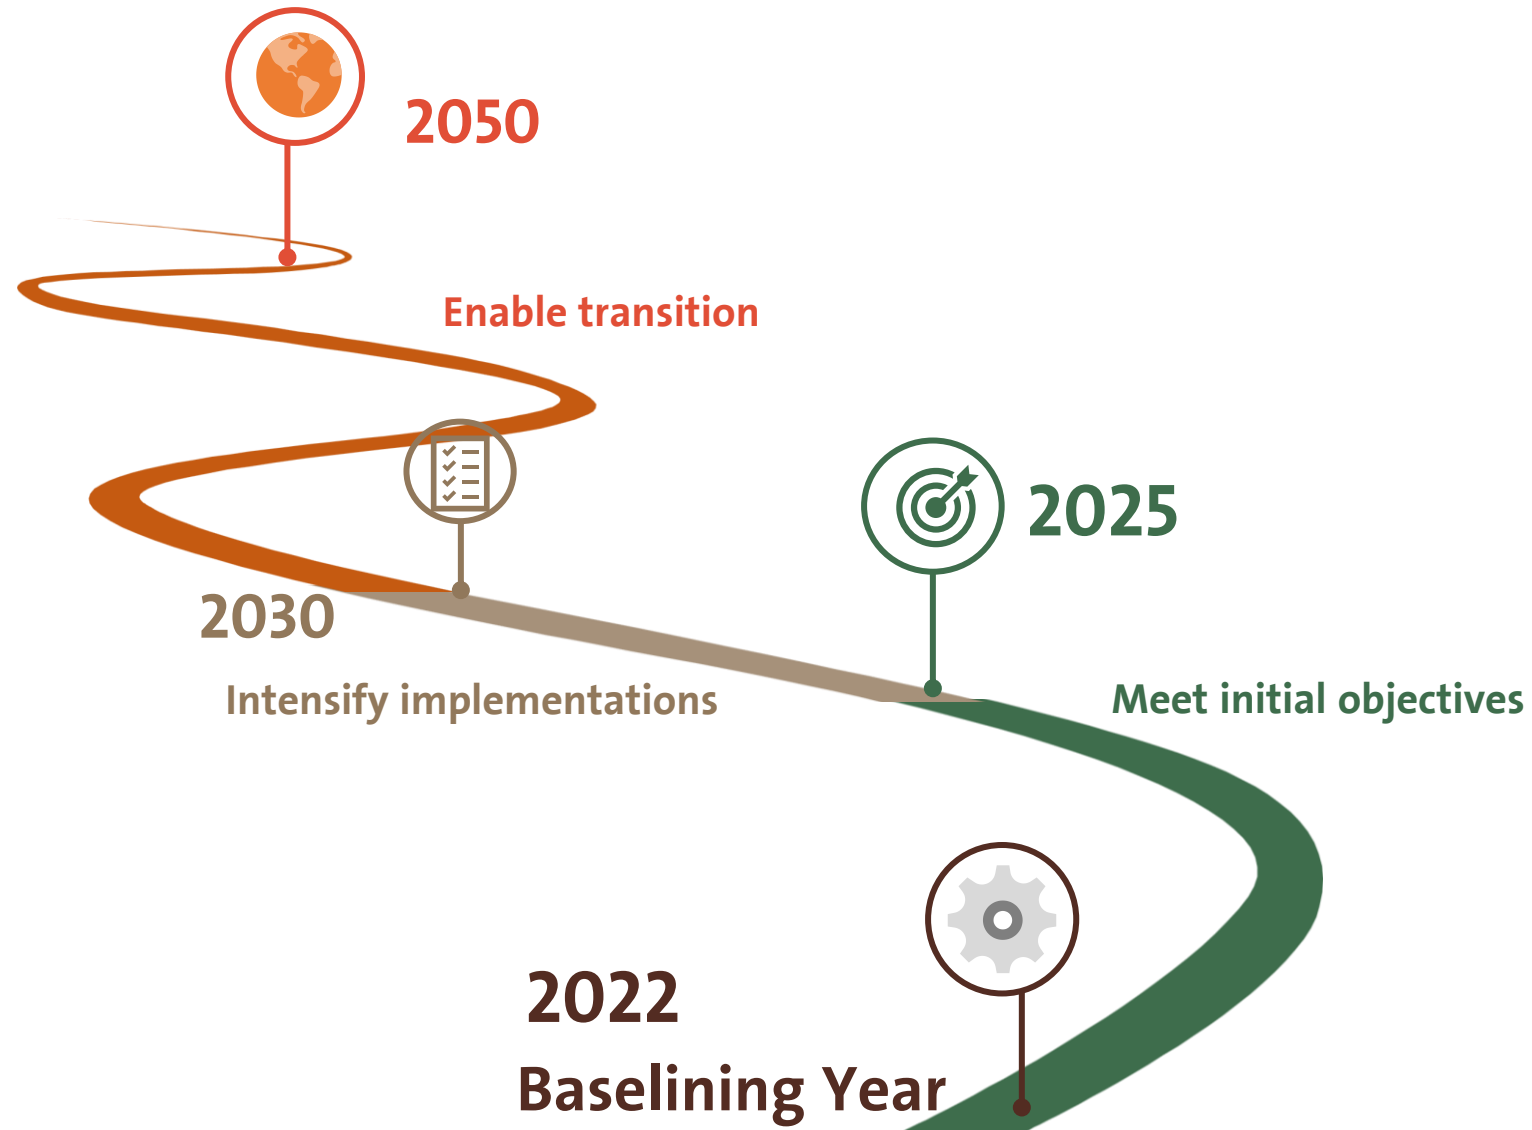 2050
Enable transition
2025
2030
Intensify implementations
Meet initial objectives
2022
Baselining Year